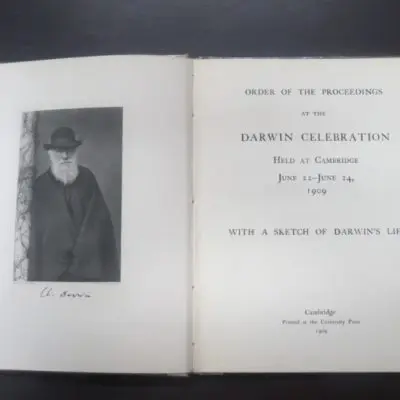 Ch. Darwin
ORDER OF THE PROCEEDINGS
AT THE
DARWIN CELEBRATION
HELD AT CAMBRIDGE
JUNE 22–JUNE 24,
1909
WITH A SKETCH OF DARWIN'S LIF
Cambridge
Printed at the University Press
1909